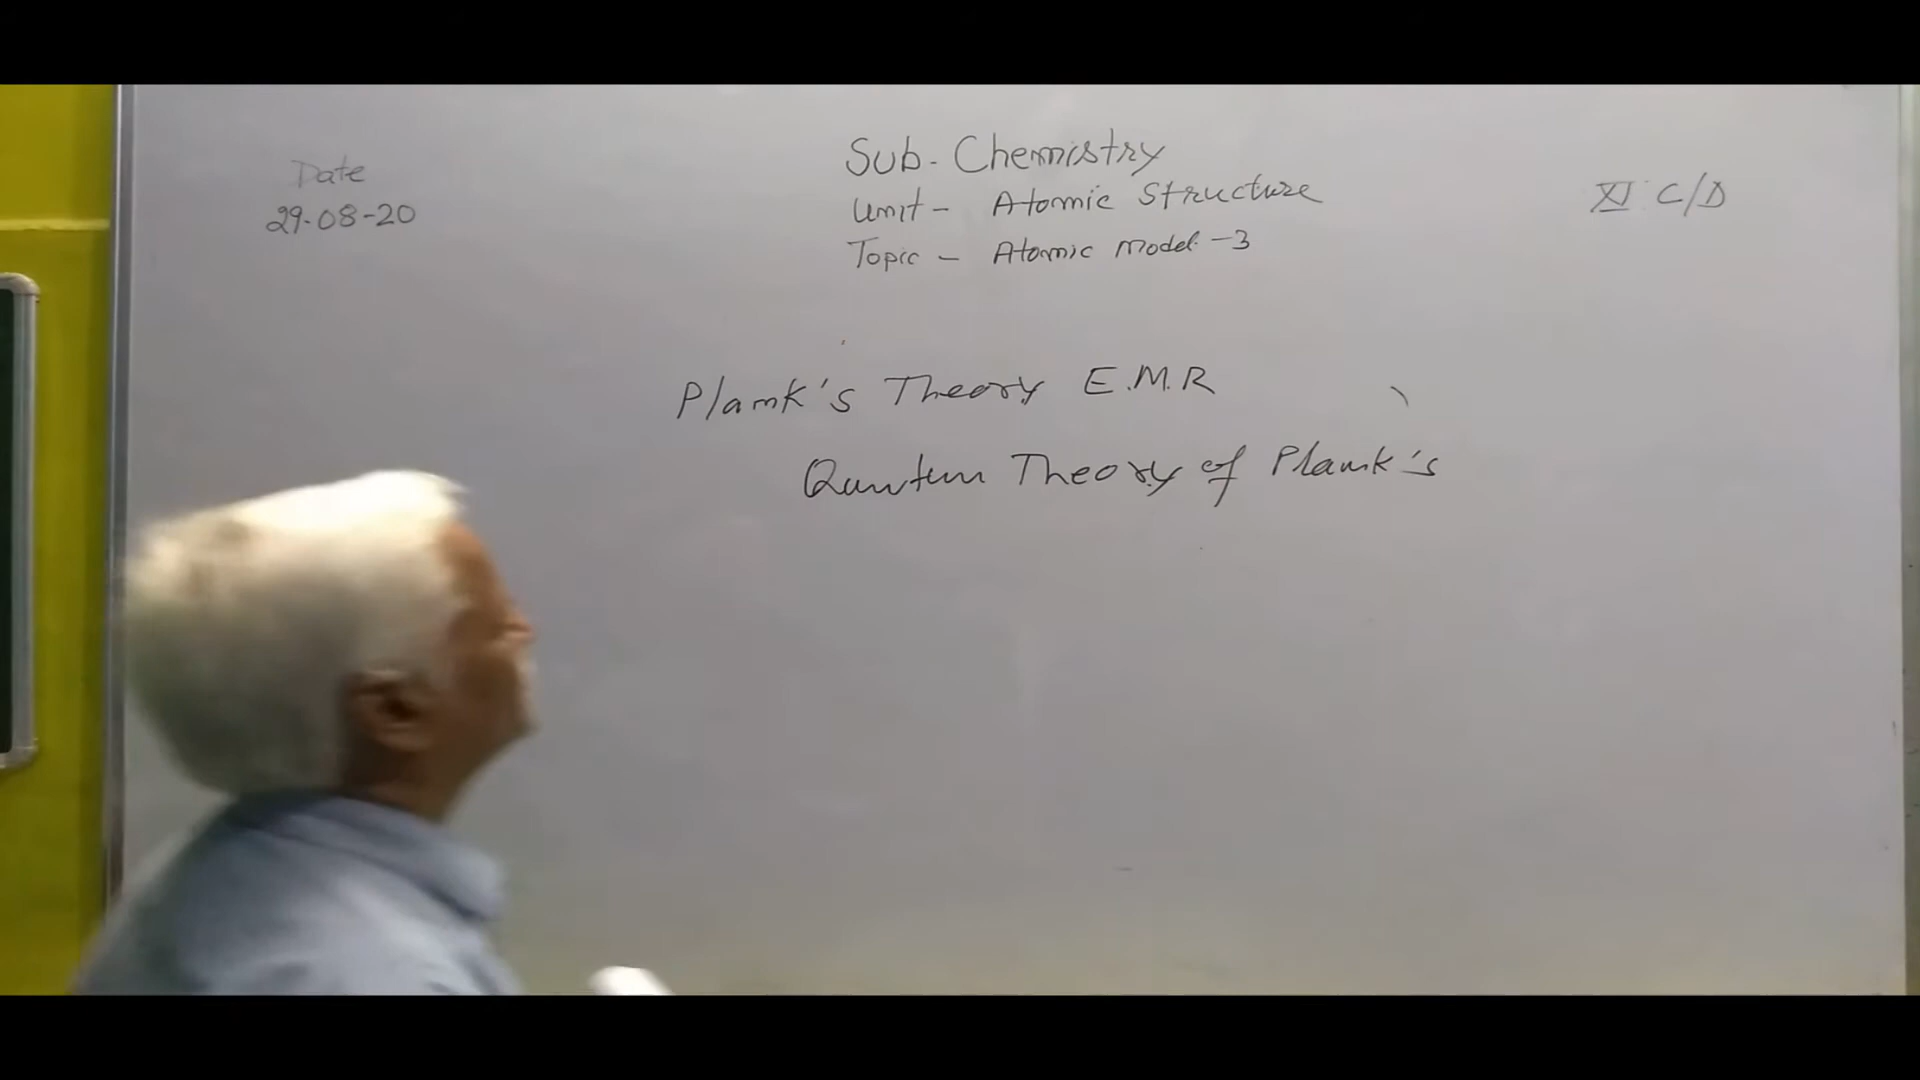 Date
29-08-20
Sub- Chemistry
Unit - Atomic Structure
Topic - Atomic Model -3
XI C/D
Plank's Theory E.M.R
Quantum Theory of Plank's